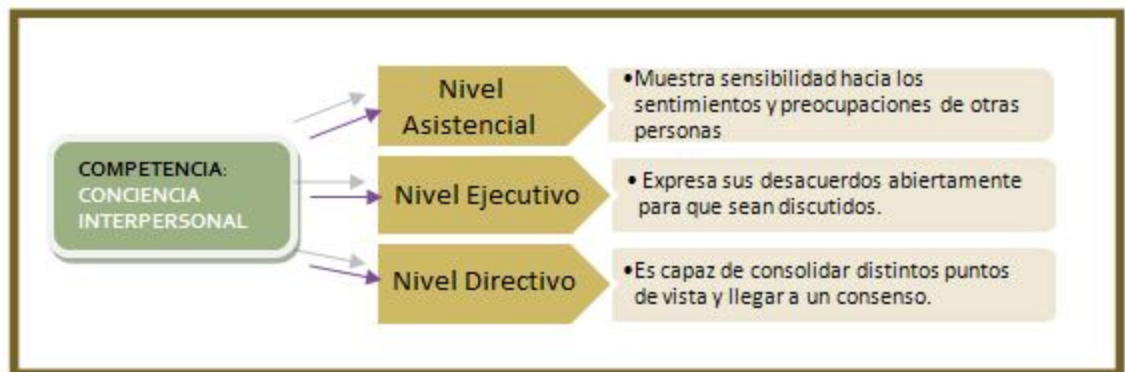 COMPETENCIA:
CONCIENCIA
INTERPERSONAL
Nivel
Asistencial
•Muestra sensibilidad hacia los
sentimientos y preocupaciones de otras
personas
Nivel Ejecutivo
• Expresa sus desacuerdos abiertamente
para que sean discutidos.
Nivel Directivo
•Es capaz de consolidar distintos puntos
de vista y llegar a un consenso.